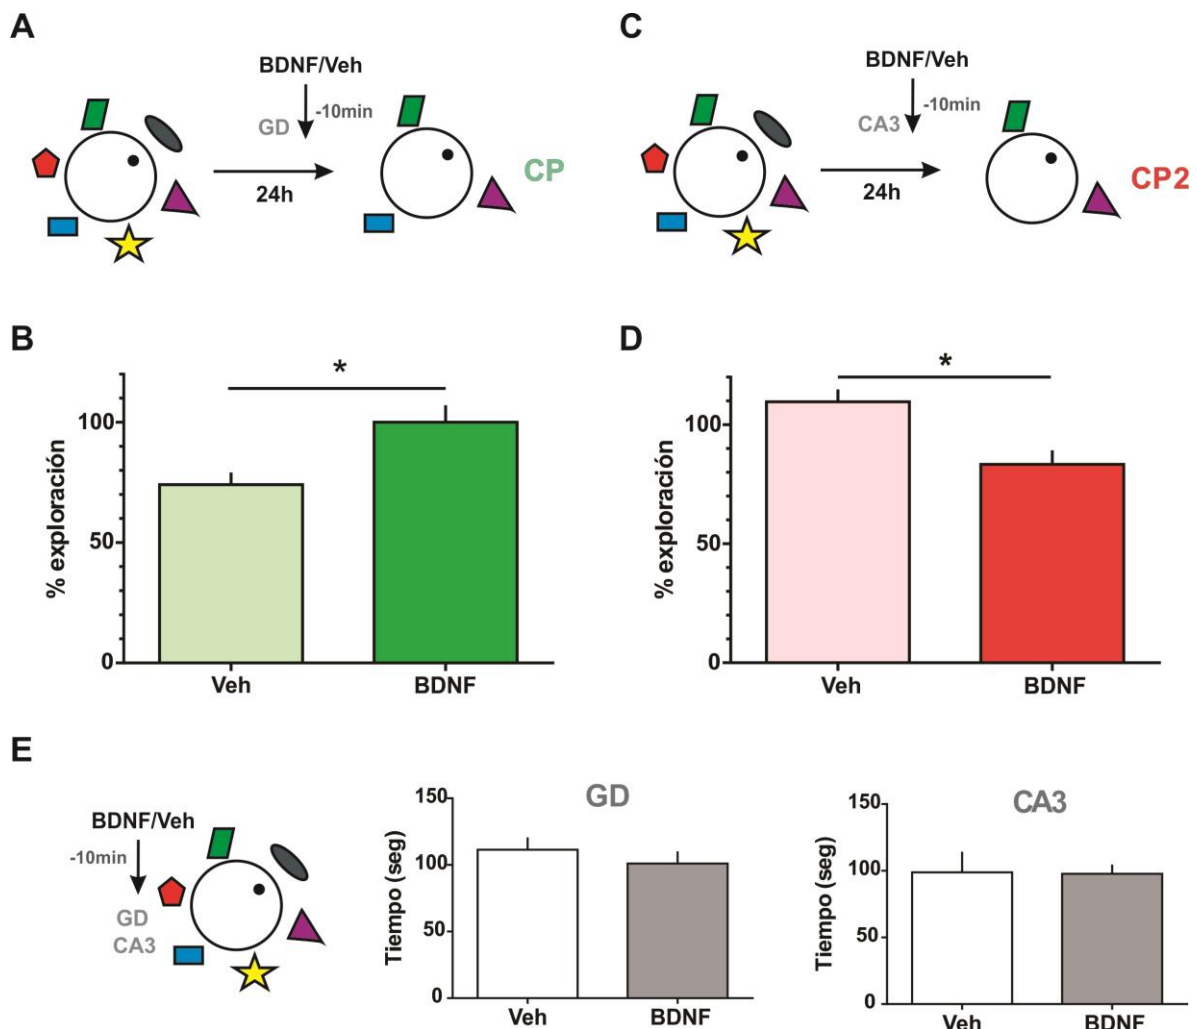 A
BDNF/Veh
-10min
GD
24h
CP
C
BDNF/Veh
-10min
CA3
24h
CP2
B
*
% exploración
100
50
0
Veh BDNF
D
*
% exploración
100
50
0
Veh BDNF
E
BDNF/Veh
-10min
GD
CA3
GD
Tiempo (seg)
150
100
50
0
Veh BDNF
CA3
Tiempo (seg)
150
100
50
0
Veh BDNF